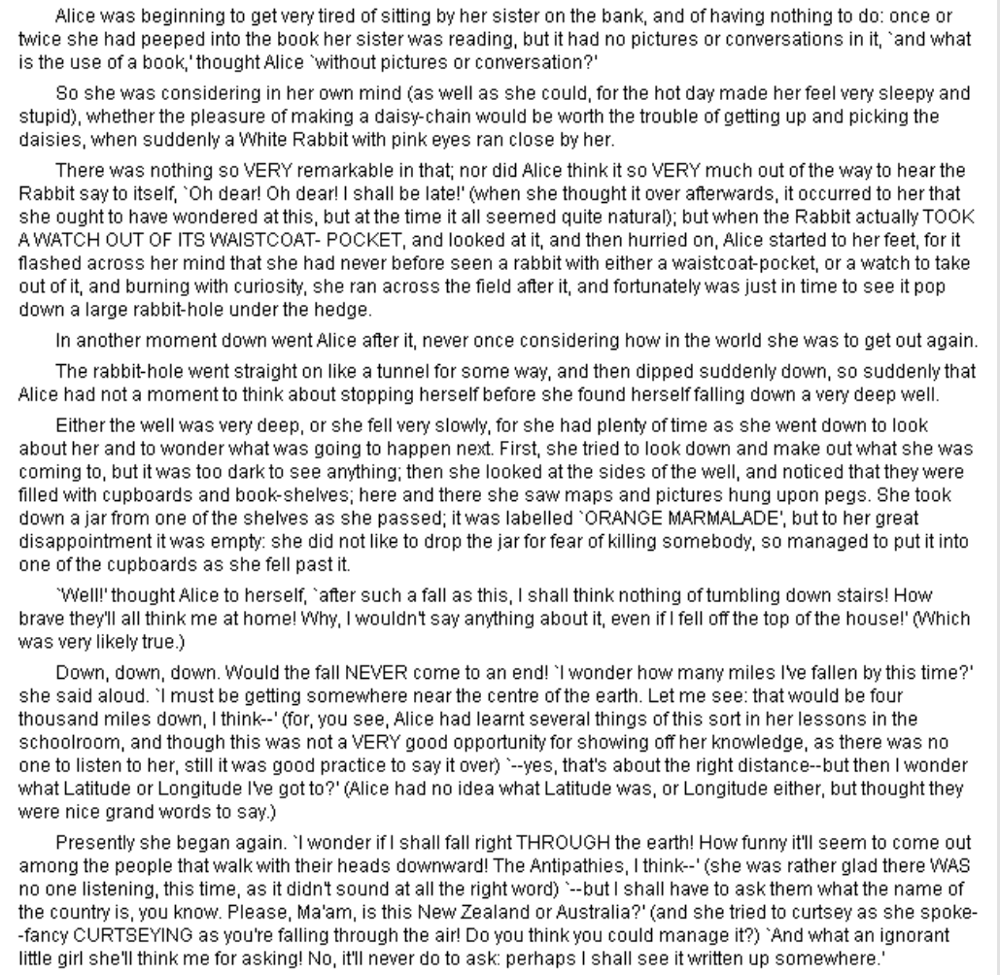 Alice was beginning to get very tired of sitting by her sister on the bank, and of having nothing to do: once or
twice she had peeped into the book her sister was reading, but it had no pictures or conversations in it, `and what
is the use of a book,' thought Alice `without pictures or conversation?'
So she was considering in her own mind (as well as she could, for the hot day made her feel very sleepy and
stupid), whether the pleasure of making a daisy-chain would be worth the trouble of getting up and picking the
daisies, when suddenly a White Rabbit with pink eyes ran close by her.
There was nothing so VERY remarkable in that; nor did Alice think it so VERY much out of the way to hear the
Rabbit say to itself, `Oh dear! Oh dear! I shall be late!' (when she thought it over afterwards, it occurred to her that
she ought to have wondered at this, but at the time it all seemed quite natural); but when the Rabbit actually TOOK
A WATCH OUT OF ITS WAISTCOAT- POCKET, and looked at it, and then hurried on, Alice started to her feet, for it
flashed across her mind that she had never before seen a rabbit with either a waistcoat-pocket, or a watch to take
out of it, and burning with curiosity, she ran across the field after it, and fortunately was just in time to see it pop
down a large rabbit-hole under the hedge.
In another moment down went Alice after it, never once considering how in the world she was to get out again.
The rabbit-hole went straight on like a tunnel for some way, and then dipped suddenly down, so suddenly that
Alice had not a moment to think about stopping herself before she found herself falling down a very deep well.
Either the well was very deep, or she fell very slowly, for she had plenty of time as she went down to look
about her and to wonder what was going to happen next. First, she tried to look down and make out what she was
coming to, but it was too dark to see anything; then she looked at the sides of the well, and noticed that they were
filled with cupboards and book-shelves; here and there she saw maps and pictures hung upon pegs. She took
down a jar from one of the shelves as she passed; it was labelled `ORANGE MARMALADE', but to her great
disappointment it was empty: she did not like to drop the jar for fear of killing somebody, so managed to put it into
one of the cupboards as she fell past it.
`Well!' thought Alice to herself, `after such a fall as this, I shall think nothing of tumbling down stairs! How
brave they'll all think me at home! Why, I wouldn't say anything about it, even if I fell off the top of the house!' (Which
was very likely true.)
Down, down, down. Would the fall NEVER come to an end! `I wonder how many miles I've fallen by this time?'
she said aloud. `I must be getting somewhere near the centre of the earth. Let me see: that would be four
thousand miles down, I think--' (for, you see, Alice had learnt several things of this sort in her lessons in the
schoolroom, and though this was not a VERY good opportunity for showing off her knowledge, as there was no
one to listen to her, still it was good practice to say it over) `--yes, that's about the right distance--but then I wonder
what Latitude or Longitude I've got to?' (Alice had no idea what Latitude was, or Longitude either, but thought they
were nice grand words to say.)
Presently she began again. `I wonder if I shall fall right THROUGH the earth! How funny it'll seem to come out
among the people that walk with their heads downward! The Antipathies, I think--' (she was rather glad there WAS
no one listening, this time, as it didn't sound at all the right word) `--but I shall have to ask them what the name of
the country is, you know. Please, Ma'am, is this New Zealand or Australia?' (and she tried to curtsey as she spoke-
-fancy CURTSEYING as you're falling through the air! Do you think you could manage it?) `And what an ignorant
little girl she'll think me for asking! No, it'll never do to ask: perhaps I shall see it written up somewhere.'